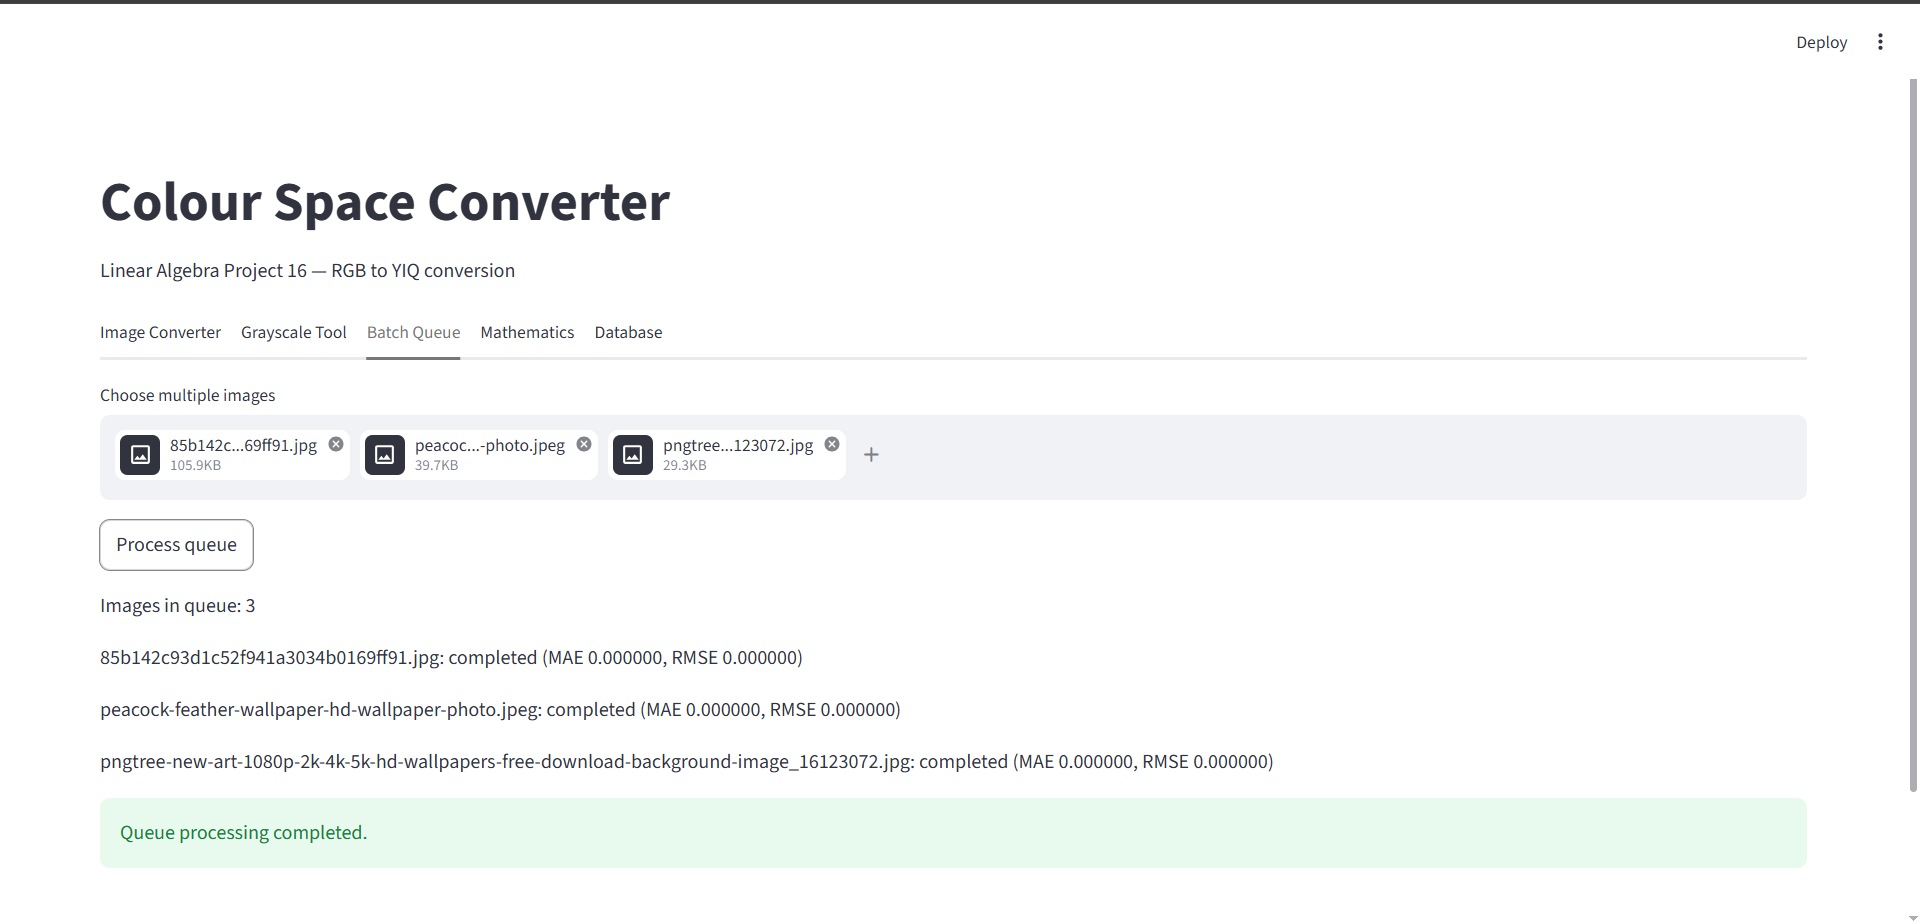 Deploy
Colour Space Converter
Linear Algebra Project 16 — RGB to YIQ conversion
Image Converter Grayscale Tool Batch Queue Mathematics Database
Choose multiple images
85b142c...69ff91.jpg peacoc...-photo.jpeg pngtree...123072.jpg
105.9KB 39.7KB 29.3KB
Process queue
Images in queue: 3
85b142c93d1c52f941a3034b0169ff91.jpg: completed (MAE 0.000000, RMSE 0.000000)
peacock-feather-wallpaper-hd-wallpaper-photo.jpeg: completed (MAE 0.000000, RMSE 0.000000)
pngtree-new-art-1080p-2k-4k-5k-hd-wallpapers-free-download-background-image_16123072.jpg: completed (MAE 0.000000, RMSE 0.000000)
Queue processing completed.